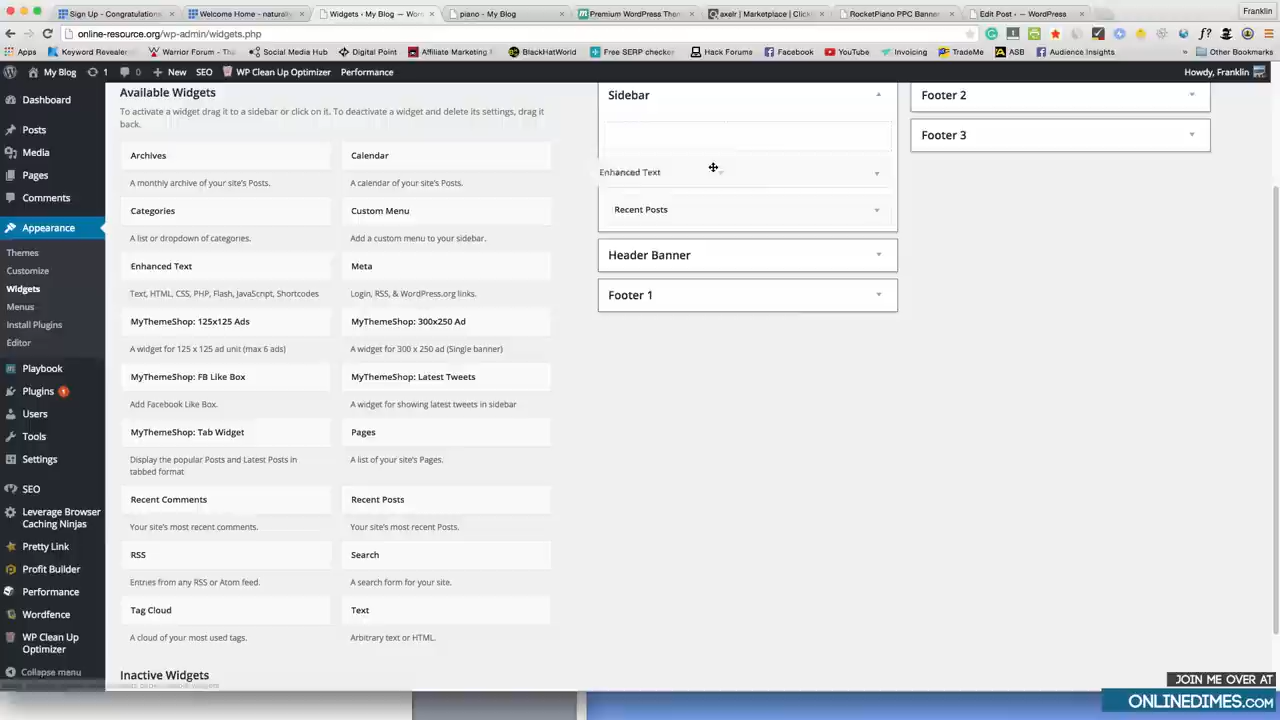 Franklin
Sign Up - Congratulations
Welcome Home - naturally
Widgets ‹ My Blog — Wor
piano - My Blog
Premium WordPress Them
axelr | Marketplace | Click
RocketPiano PPC Banner
Edit Post ‹ — WordPress
online-resource.org/wp-admin/widgets.php
Apps
Keyword Revealer
Warrior Forum - Th
Social Media Hub
Digital Point
Affiliate Marketing
BlackHatWorld
Free SERP checker
Hack Forums
Facebook
YouTube
Invoicing
TradeMe
ASB
Audience Insights
Other Bookmarks
My Blog
1
0
New
SEO
WP Clean Up Optimizer
Performance
Howdy, Franklin
Dashboard
Posts
Media
Pages
Comments
Appearance
Themes
Customize
Widgets
Menus
Install Plugins
Editor
Playbook
Plugins 1
Users
Tools
Settings
SEO
Leverage Browser
Caching Ninjas
Pretty Link
Profit Builder
Performance
Wordfence
WP Clean Up
Optimizer
Collapse menu
Available Widgets
To activate a widget drag it to a sidebar or click on it. To deactivate a widget and delete its settings, drag it
back.
Archives
A monthly archive of your site's Posts.
Calendar
A calendar of your site's Posts.
Categories
A list or dropdown of categories.
Custom Menu
Add a custom menu to your sidebar.
Enhanced Text
Text, HTML, CSS, PHP, Flash, JavaScript, Shortcodes
Meta
Login, RSS, & WordPress.org links.
MyThemeShop: 125x125 Ads
A widget for 125 x 125 ad unit (max 6 ads)
MyThemeShop: 300x250 Ad
A widget for 300 x 250 ad (Single banner)
MyThemeShop: FB Like Box
Add Facebook Like Box.
MyThemeShop: Latest Tweets
A widget for showing latest tweets in sidebar
MyThemeShop: Tab Widget
Display the popular Posts and Latest Posts in
tabbed format
Pages
A list of your site's Pages.
Recent Comments
Your site's most recent comments.
Recent Posts
Your site's most recent Posts.
RSS
Entries from any RSS or Atom feed.
Search
A search form for your site.
Tag Cloud
A cloud of your most used tags.
Text
Arbitrary text or HTML.
Inactive Widgets
Sidebar
Enhanced Text
Recent Posts
Header Banner
Footer 1
Footer 2
Footer 3
JOIN ME OVER AT
ONLINEDIMES.COM